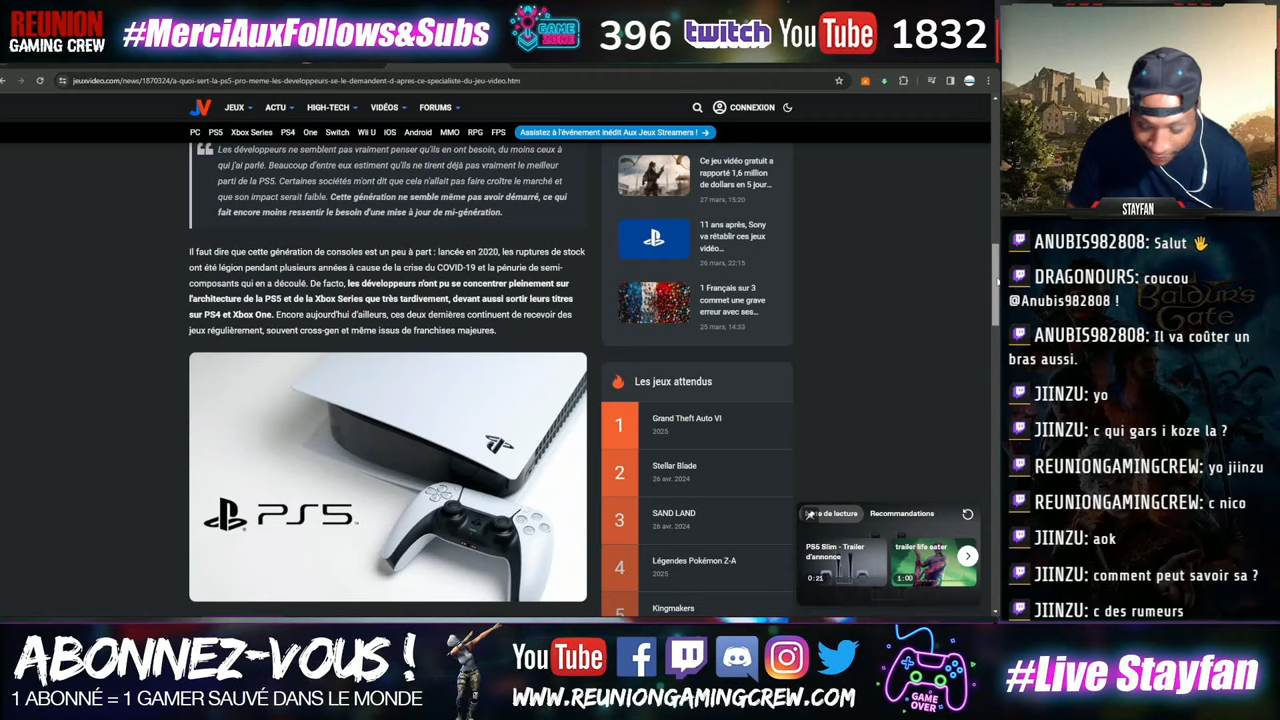 REUNION
GAMING CREW
#MerciAuxFollows&Subs
GAME
ZONE
396
twitch
YouTube
1832
jeuxvideo.com/news/1870324/a-quoi-sert-la-ps5-pro-meme-les-developpeurs-se-le-demandent-d-apres-ce-specialiste-du-jeu-video.htm
JV
JEUX
ACTU
HIGH-TECH
VIDÉOS
FORUMS
CONNEXION
PC
PS5
Xbox Series
PS4
One
Switch
Wii U
iOS
Android
MMO
RPG
FPS
Assistez à l'événement inédit Aux Jeux Streamers !
Les développeurs ne semblent pas vraiment penser qu'ils en ont besoin, du moins ceux à
qui j'ai parlé. Beaucoup d'entre eux estiment qu'ils ne tirent déjà pas vraiment le meilleur
parti de la PS5. Certaines sociétés m'ont dit que cela n'allait pas faire croître le marché et
que son impact serait faible. Cette génération ne semble même pas avoir démarré, ce qui
fait encore moins ressentir le besoin d'une mise à jour de mi-génération.
Il faut dire que cette génération de consoles est un peu à part : lancée en 2020, les ruptures de stock
ont été légion pendant plusieurs années à cause de la crise du COVID-19 et la pénurie de semi-
composants qui en a découlé. De facto, les développeurs n'ont pu se concentrer pleinement sur
l'architecture de la PS5 et de la Xbox Series que très tardivement, devant aussi sortir leurs titres
sur PS4 et Xbox One. Encore aujourd'hui d'ailleurs, ces deux dernières continuent de recevoir des
jeux régulièrement, souvent cross-gen et même issus de franchises majeures.
PS5
Ce jeu vidéo gratuit a
rapporté 1,6 million
de dollars en 5 jour...
27 mars, 15:20
11 ans après, Sony
va rétablir ces jeux
vidéo...
26 mars, 22:15
1 Français sur 3
commet une grave
erreur avec ses...
25 mars, 14:33
Les jeux attendus
1
Grand Theft Auto VI
2025
2
Stellar Blade
26 avr. 2024
3
SAND LAND
26 avr. 2024
4
Légendes Pokémon Z-A
2025
5
Kingmakers
de lecture
Recommandations
PS5 Slim - Trailer
d'annonce
0:21
trailer life eater
1:00
STAYFAN
ANUBIS982808: Salut
DRAGONOURS: coucou
@Anubis982808 !
ANUBIS982808: Il va coûter un
bras aussi.
JIINZU: yo
JIINZU: c qui gars i koze la ?
REUNIONGAMINGCREW: yo jiinzu
REUNIONGAMINGCREW: c nico
JIINZU: aok
JIINZU: comment peut savoir sa ?
JIINZU: c des rumeurs
BALDUR'S
GATE
ABONNEZ-VOUS !
1 ABONNÉ = 1 GAMER SAUVÉ DANS LE MONDE
YouTube
WWW.REUNIONGAMINGCREW.COM
GAME
OVER
#Live Stayfan